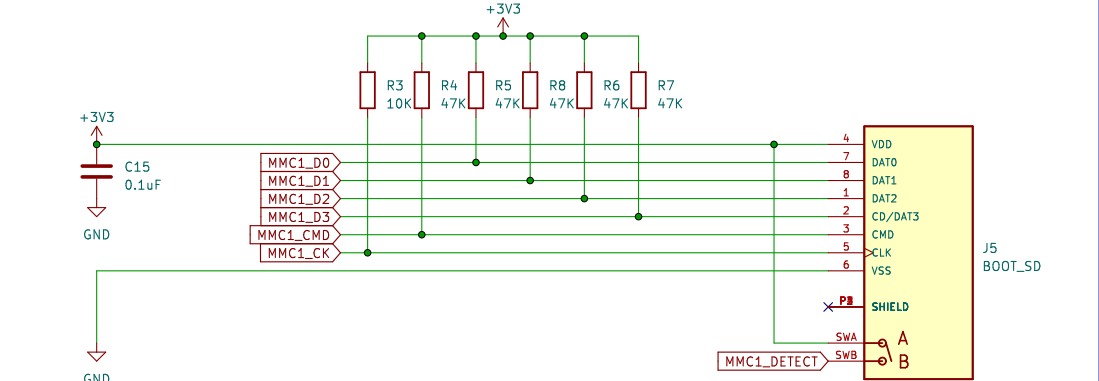 +3V3
R3 R4 R5 R8 R6 R7
10K 47K 47K 47K 47K 47K
+3V3
C15
0.1uF
GND
MMC1_D0
MMC1_D1
MMC1_D2
MMC1_D3
MMC1_CMD
MMC1_CK
4 VDD
7 DAT0
8 DAT1
1 DAT2
2 CD/DAT3
3 CMD
5 CLK
6 VSS
SHIELD
SWA A
MMC1_DETECT SWB B
J5
BOOT_SD
GND